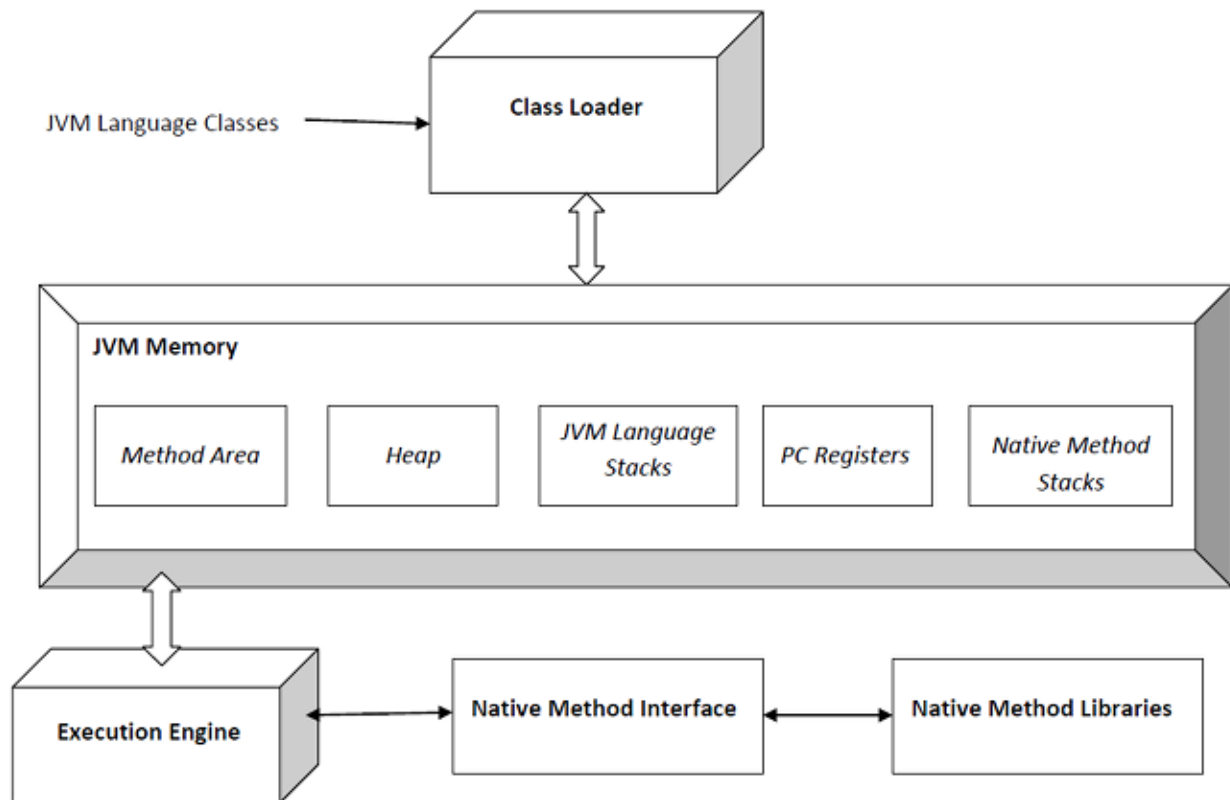 Class Loader
JVM Language Classes
JVM Memory
Method Area
Heap
JVM Language
Stacks
PC Registers
Native Method
Stacks
Execution Engine
Native Method Interface
Native Method Libraries